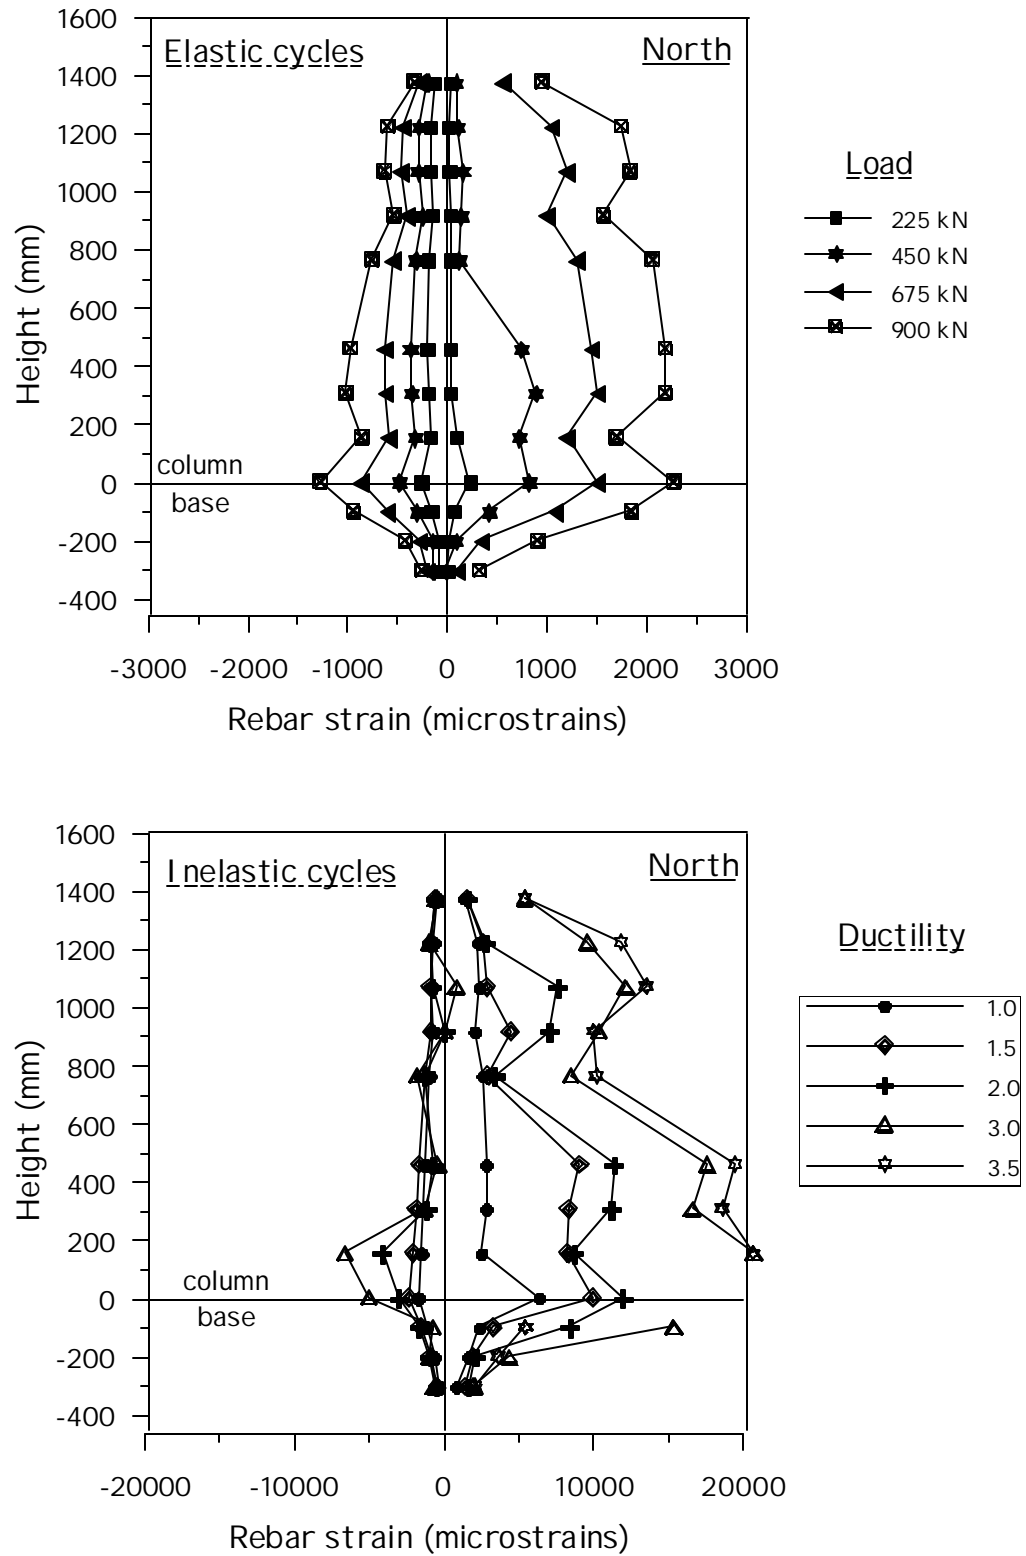 1600
Elastic cycles
North
1400
1200
1000
800
600
400
200
0
-200
-400
Height (mm)
column
base
-3000 -2000 -1000 0 1000 2000 3000
Rebar strain (microstrains)
Load
225 kN
450 kN
675 kN
900 kN
1600
Inelastic cycles
North
1400
1200
1000
800
600
400
200
0
-200
-400
Height (mm)
column
base
-20000 -10000 0 10000 20000
Rebar strain (microstrains)
Ductility
1.0
1.5
2.0
3.0
3.5